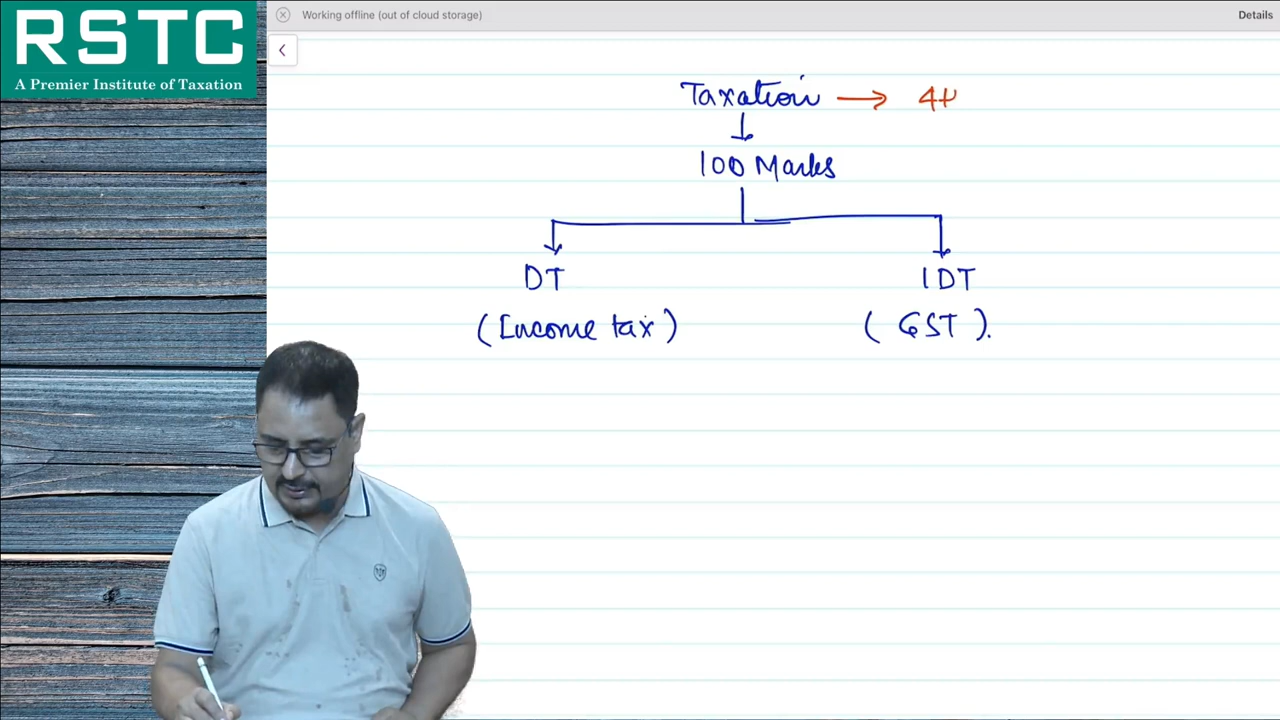 RSTC
A Premier Institute of Taxation
Working offline (out of cloud storage)
Details
Taxation → 4H
↓
100 Marks
DT
IDT
(Income tax)
(GST).